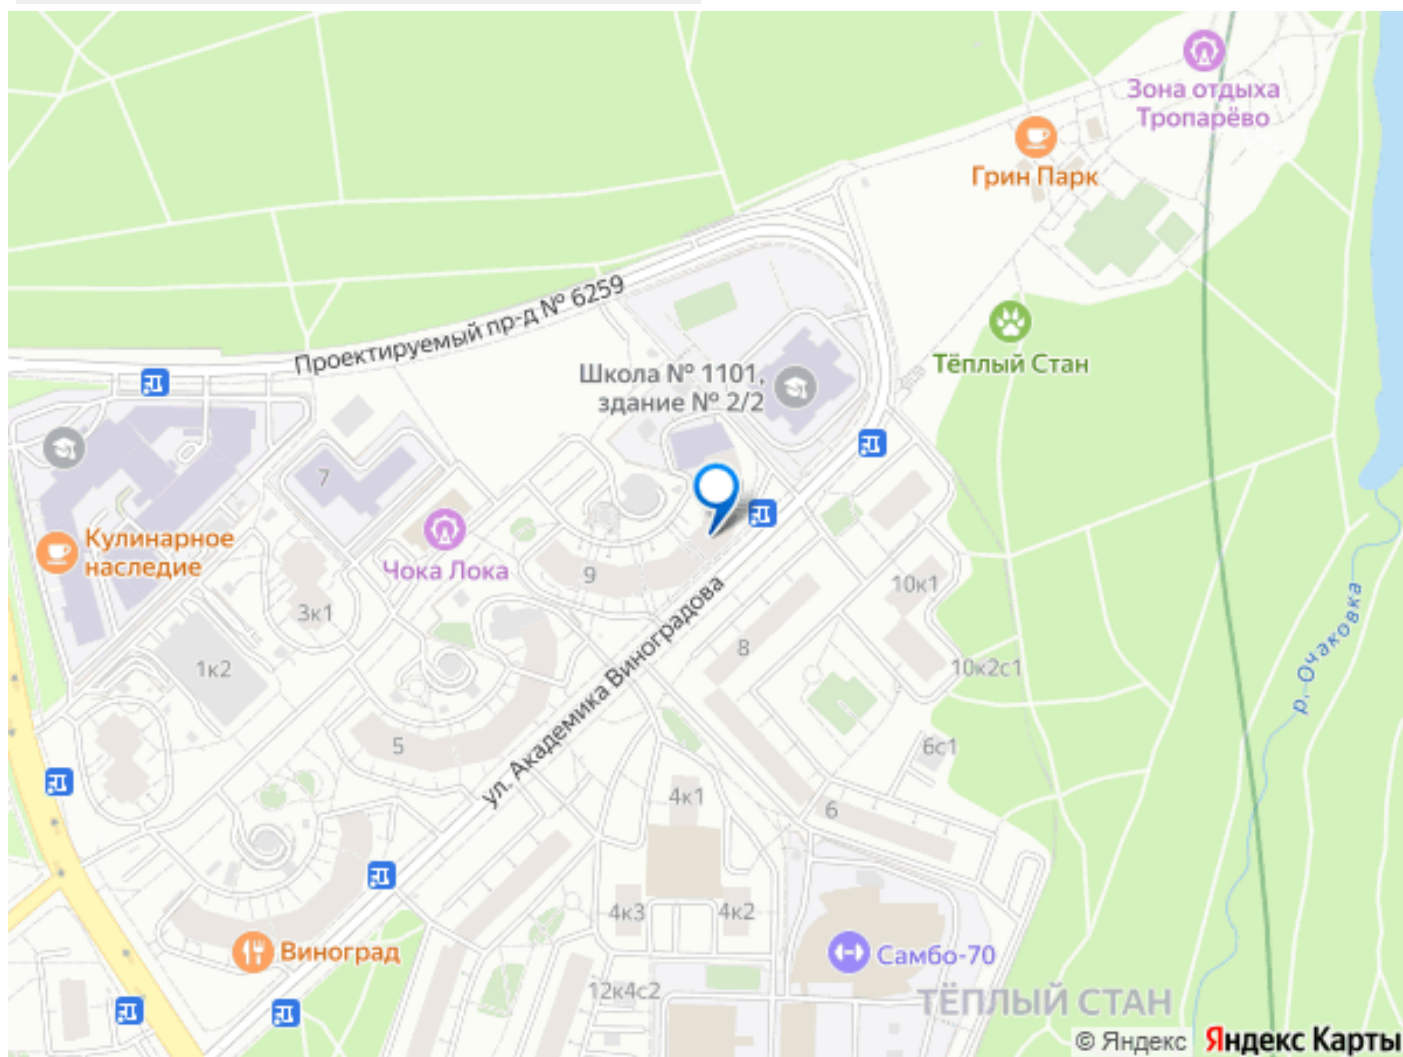 Зона отдыха
Тропарёво
Грин Парк
Проектируемый пр-д № 6259
Тёплый Стан
Школа № 1101,
здание № 2/2
7
Кулинарное
наследие
Чока Лока
9
3к1
10к1
ул. Академика Виноградова
р. Очаковка
8
1к2
10к2с1
5
6с1
4к1
6
4к3
4к2
Виноград
Самбо-70
12к4с2
ТЁПЛЫЙ СТАН
© Яндекс Яндекс Карты